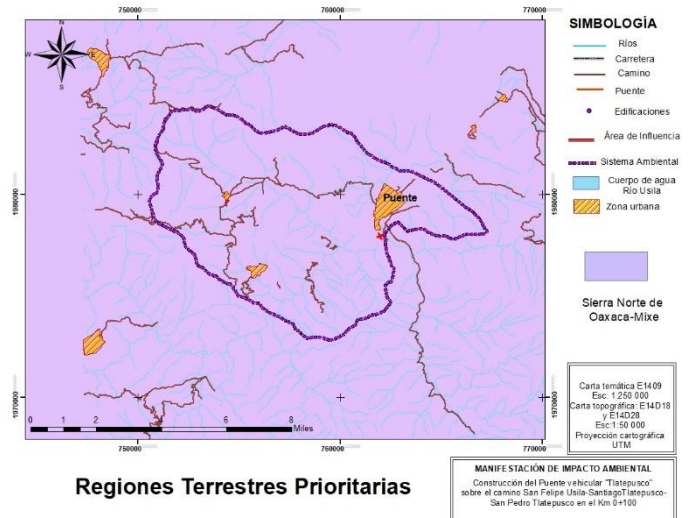 750000
760000
770000
N
W
E
S
1980000
1980000
Puente
1970000
1970000
0 1 2 4 6 8
Miles
750000
760000
770000
SIMBOLOGÍA
Ríos
Carretera
Camino
Puente
Edificaciones
Área de Influencia
Sistema Ambiental
Cuerpo de agua
Río Usila
Zona urbana
Sierra Norte de
Oaxaca-Mixe
Carta temática E1409
Esc: 1:250 000
Carta topográfica: E14D18
y E14D28
Esc:1:50 000
Proyección cartográfica
UTM
Regiones Terrestres Prioritarias
MANIFESTACIÓN DE IMPACTO AMBIENTAL
Construcción del Puente vehicular "Tlatepusco"
sobre el camino San Felipe Usila-SantiagoTlatepusco-
San Pedro Tlatepusco en el Km 0+100